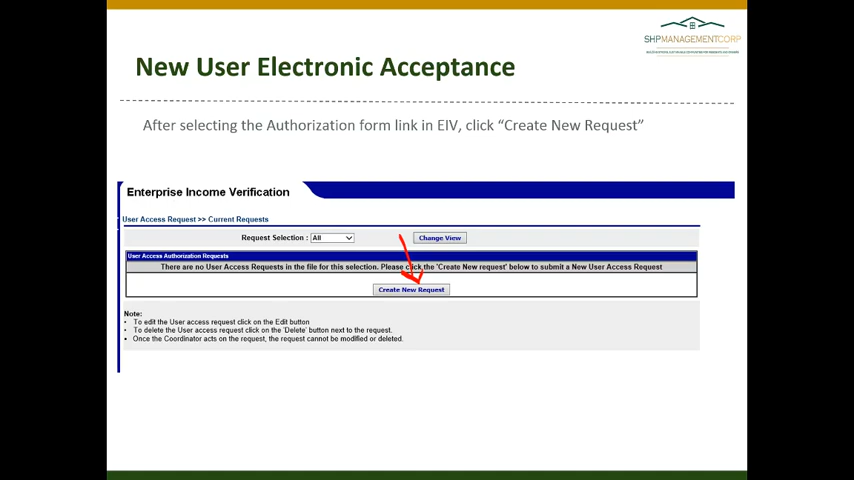 SHPMANAGEMENTCORP
New User Electronic Acceptance
After selecting the Authorization form link in EIV, click “Create New Request”
Enterprise Income Verification
User Access Request >> Current Requests
Request Selection : All Change View
User Access Authorization Requests
There are no User Access Requests in the file for this selection. Please click the 'Create New request' below to submit a New User Access Request
Create New Request
Note:
• To edit the User access request click on the Edit button
• To delete the User access request click on the 'Delete' button next to the request.
• Once the Coordinator acts on the request, the request cannot be modified or deleted.